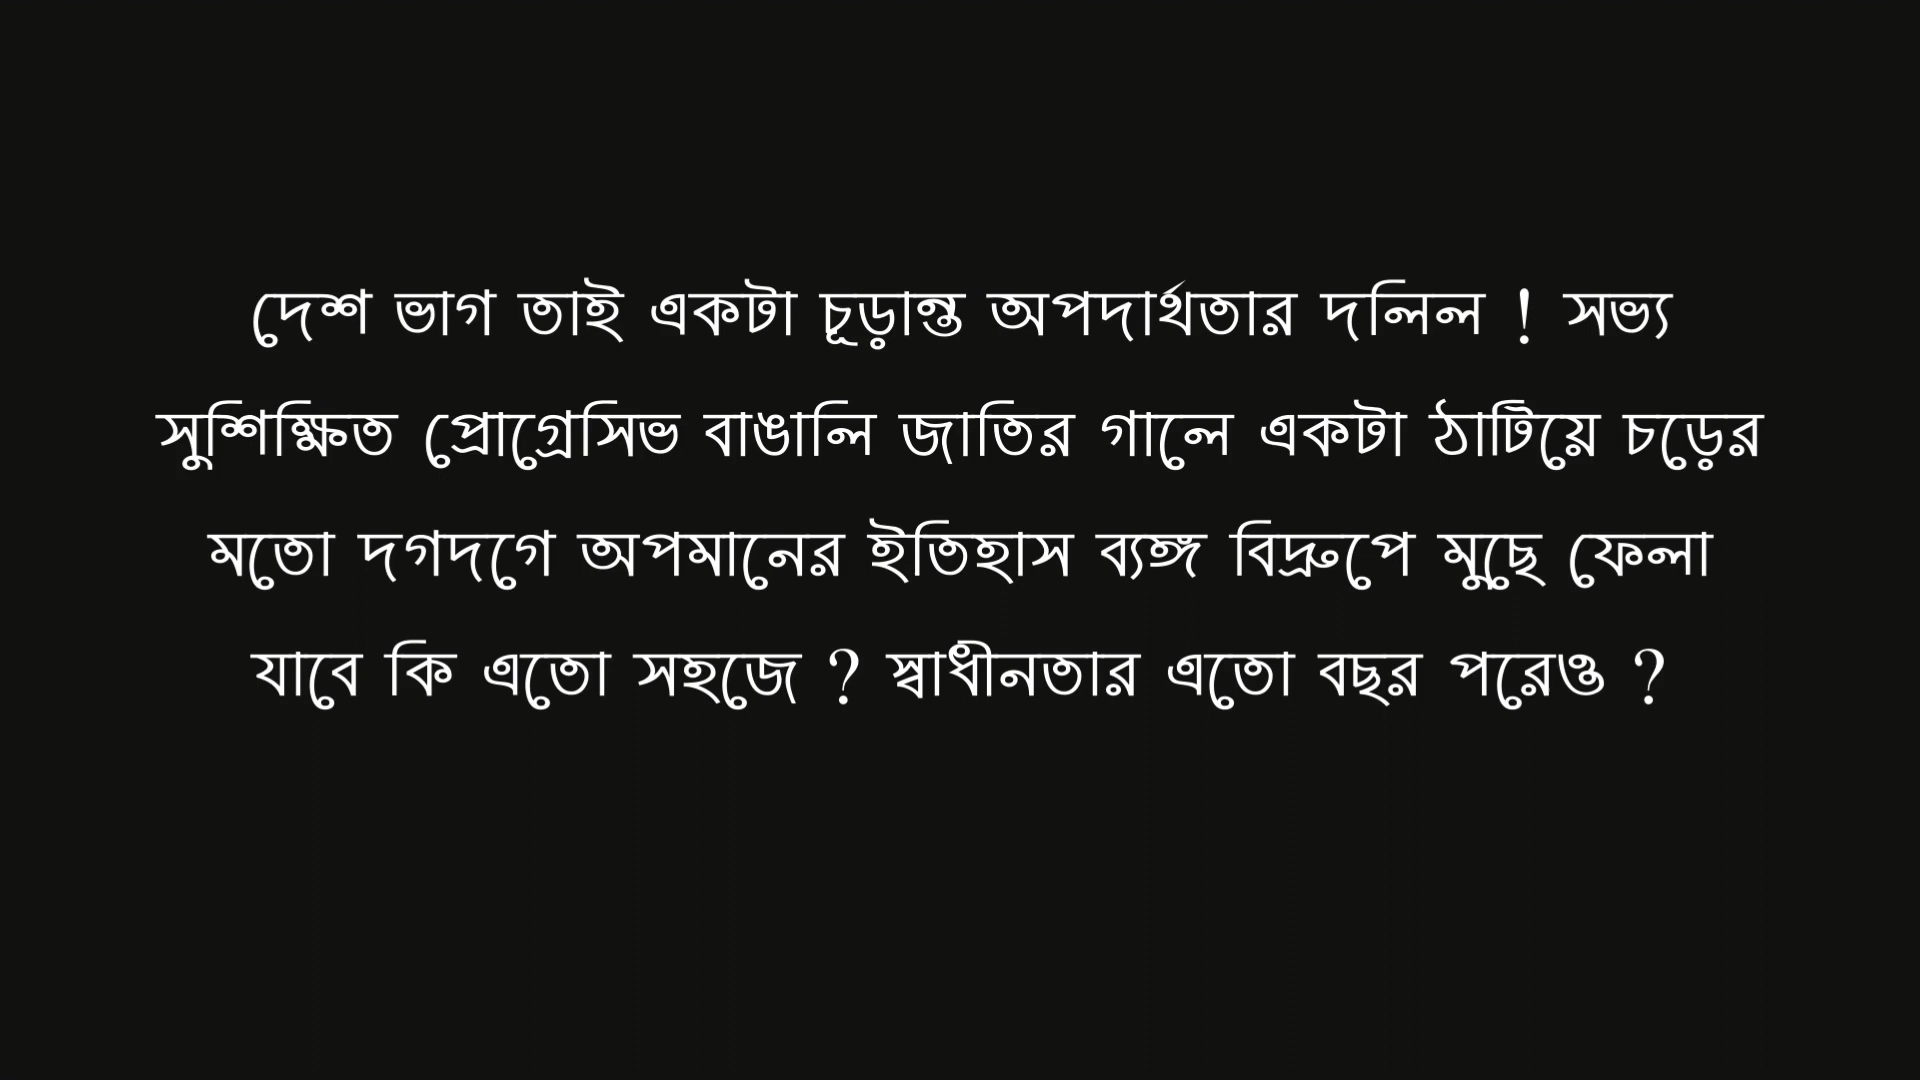 দেশ ভাগ তাই একটা চূড়ান্ত অপদার্থতার দলিল ! সভ্য
সুশিক্ষিত প্রোগ্রেসিভ বাঙালি জাতির গালে একটা ঠাটিয়ে চড়ের
মতো দগদগে অপমানের ইতিহাস ব্যঙ্গ বিদ্রুপে মুছে ফেলা
যাবে কি এতো সহজে ? স্বাধীনতার এতো বছর পরেও ?